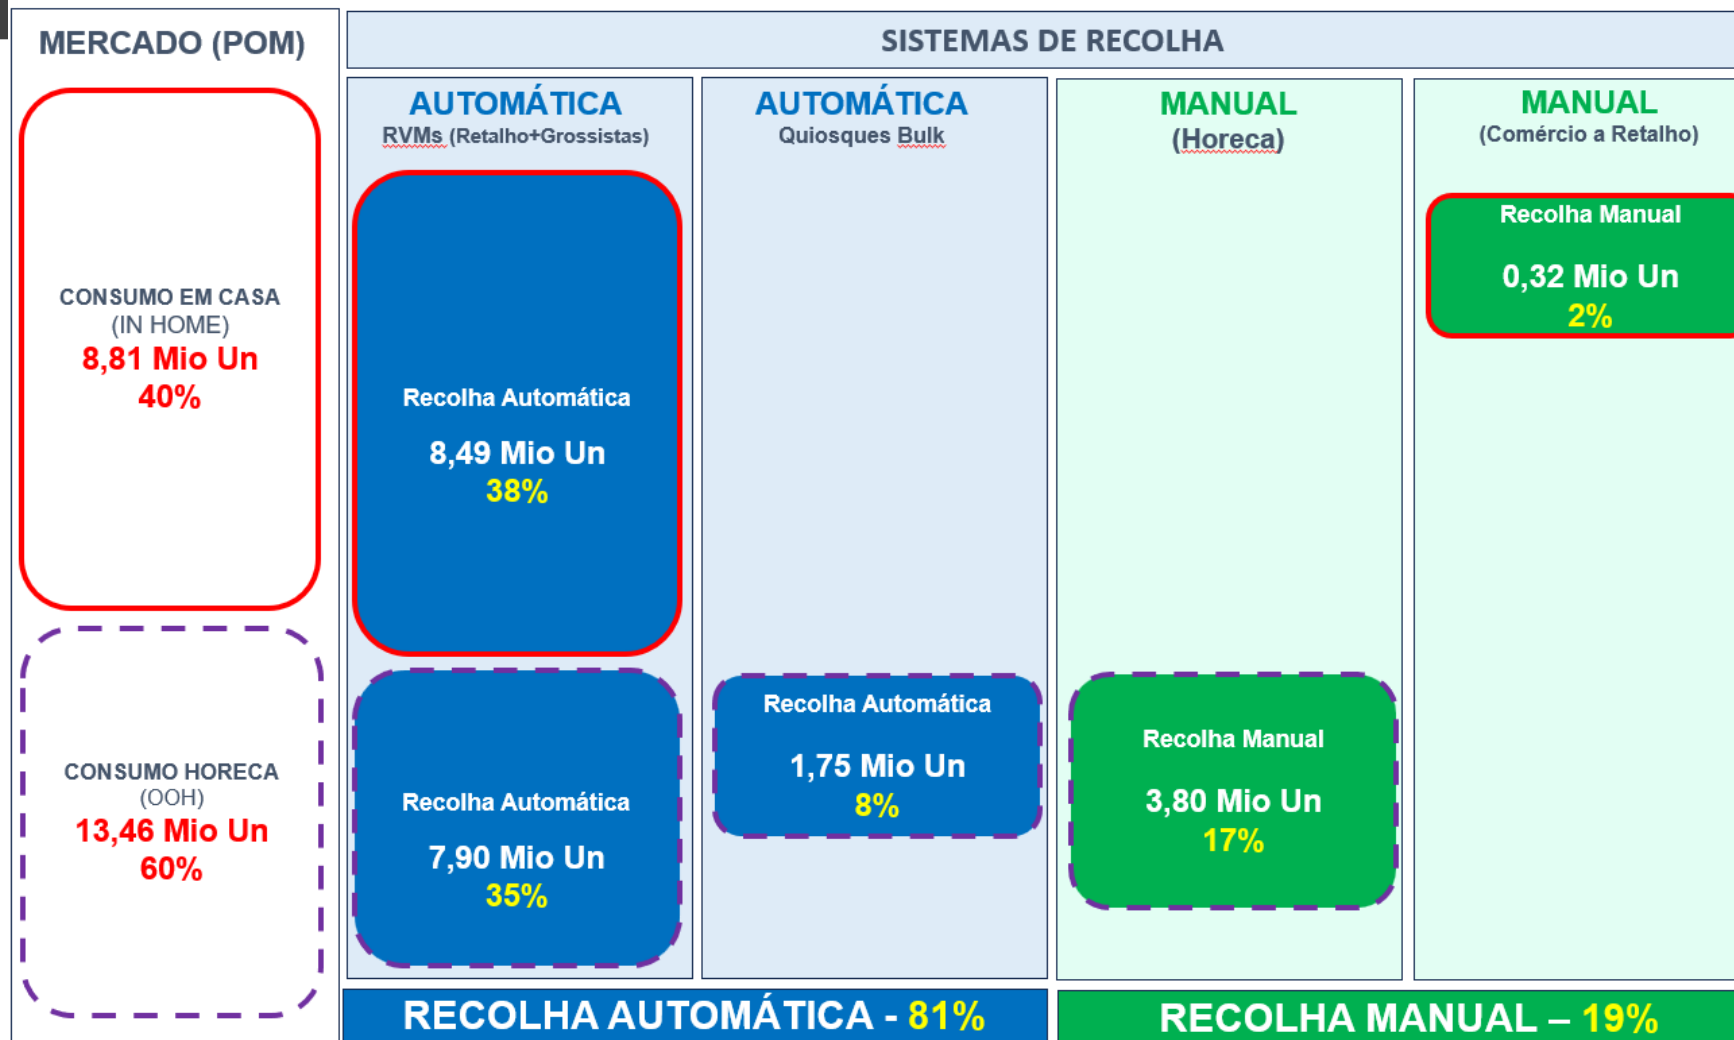 MERCADO (POM)
CONSUMO EM CASA
(IN HOME)
8,81 Mio Un
40%
CONSUMO HORECA
(OOH)
13,46 Mio Un
60%
SISTEMAS DE RECOLHA
AUTOMÁTICA
RVMs (Retalho+Grossistas)
Recolha Automática
8,49 Mio Un
38%
Recolha Automática
7,90 Mio Un
35%
AUTOMÁTICA
Quiosques Bulk
Recolha Automática
1,75 Mio Un
8%
MANUAL
(Horeca)
Recolha Manual
3,80 Mio Un
17%
MANUAL
(Comércio a Retalho)
Recolha Manual
0,32 Mio Un
2%
RECOLHA AUTOMÁTICA - 81%
RECOLHA MANUAL – 19%